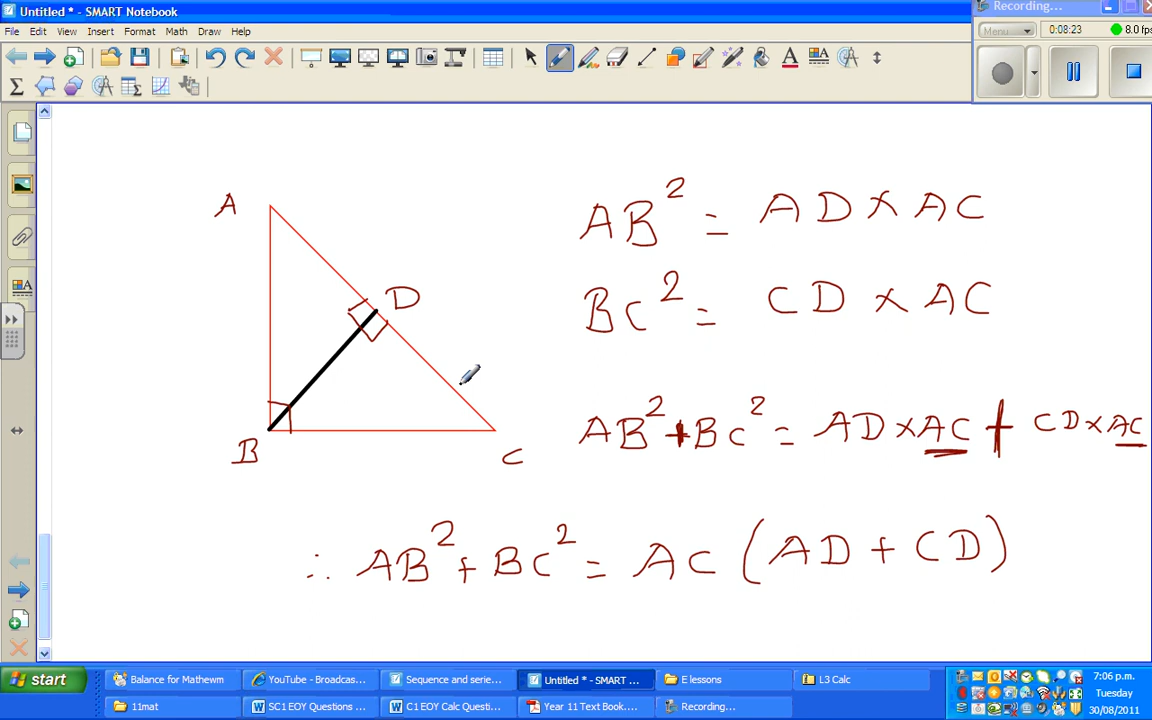 Untitled * - SMART Notebook
Recording...
File Edit View Insert Format Math Draw Help
Menu
0:08:23
8.0 fps
A
D
B
C
AB² = AD × AC
BC² = CD × AC
AB² + BC² = AD × AC + CD × AC
∴ AB² + BC² = AC (AD + CD)
start
Balance for Mathewm
YouTube - Broadcas...
Sequence and serie...
Untitled * - SMART ...
E lessons
L3 Calc
11mat
SC1 EOY Questions ...
C1 EOY Calc Questi...
Year 11 Text Book....
Recording...
7:06 p.m.
Tuesday
30/08/2011